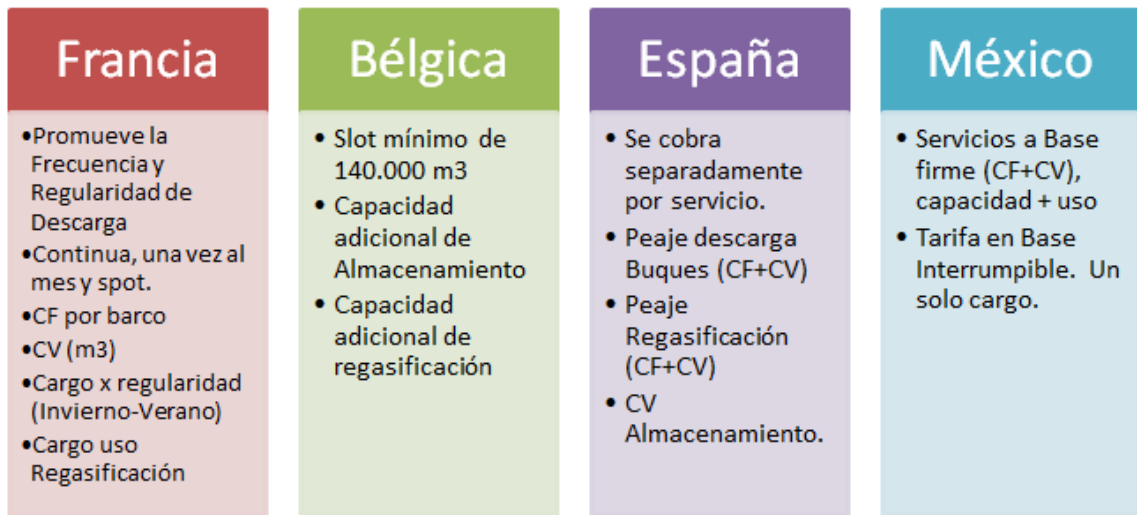 Francia
•Promueve la
Frecuencia y
Regularidad de
Descarga
•Continua, una vez al
mes y spot.
•CF por barco
•CV (m3)
•Cargo x regularidad
(Invierno-Verano)
•Cargo uso
Regasificación
Bélgica
• Slot mínimo de
140.000 m3
• Capacidad
adicional de
Almacenamiento
• Capacidad
adicional de
regasificación
España
• Se cobra
separadamente
por servicio.
• Peaje descarga
Buques (CF+CV)
• Peaje
Regasificación
(CF+CV)
• CV
Almacenamiento.
México
• Servicios a Base
firme (CF+CV),
capacidad + uso
• Tarifa en Base
Interrumpible. Un
solo cargo.